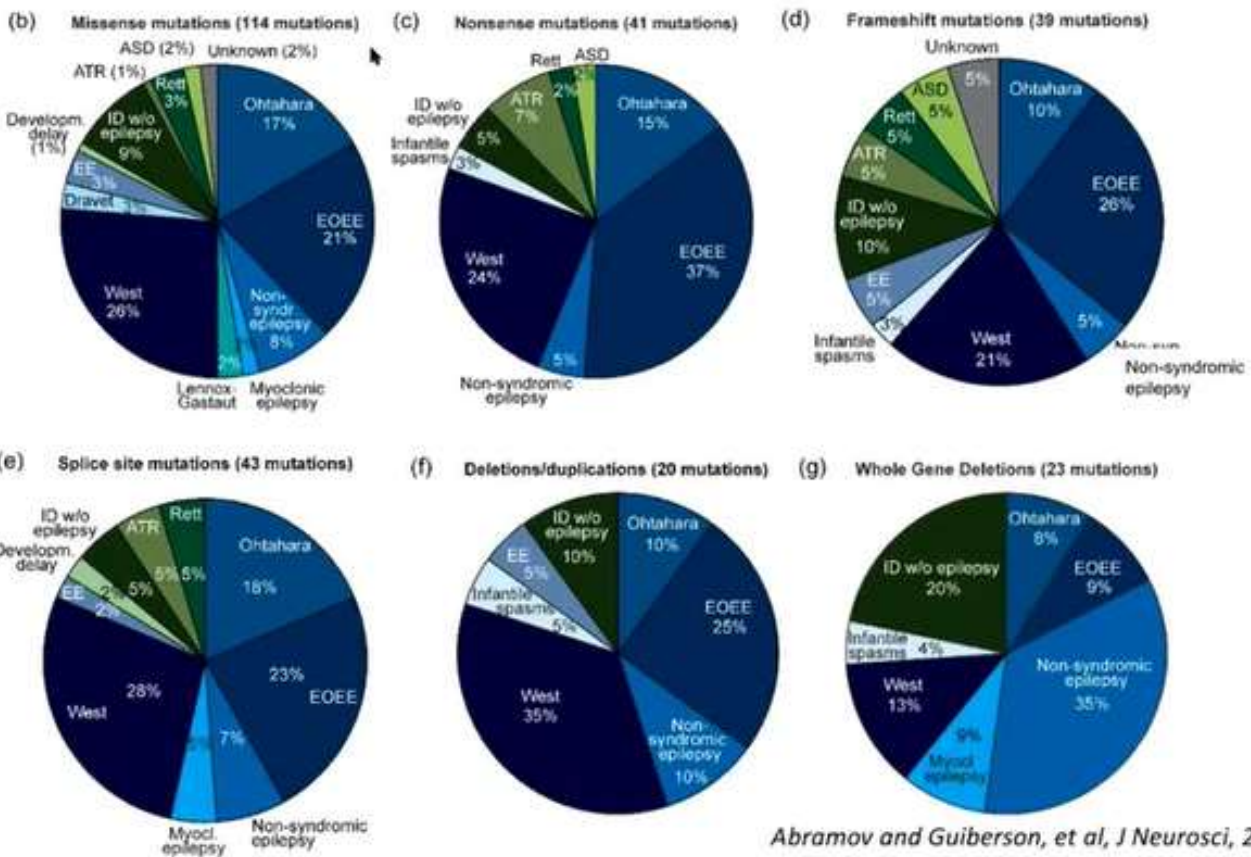 (b) Missense mutations (114 mutations)
ASD (2%)
Unknown (2%)
ATR (1%)
Rett
3%
Developm.
delay
(1%)
ID w/o
epilepsy
9%
EE
3%
Dravet
3%
West
26%
Lennox-
Gastaut
2%
Myoclonic
epilepsy
Non-
syndr.
epilepsy
8%
EOEE
21%
Ohtahara
17%
(c) Nonsense mutations (41 mutations)
Rett
2%
ASD
2%
ATR
7%
ID w/o
epilepsy
5%
Infantile
spasms
3%
West
24%
Non-syndromic
epilepsy
5%
EOEE
37%
Ohtahara
15%
(d) Frameshift mutations (39 mutations)
Unknown
5%
ASD
5%
Rett
5%
ATR
5%
ID w/o
epilepsy
10%
EE
5%
Infantile
spasms
3%
West
21%
5%
Non-syndromic
epilepsy
EOEE
26%
Ohtahara
10%
(e) Splice site mutations (43 mutations)
ID w/o
epilepsy
5%
ATR
5%
Rett
5%
Developm.
delay
2%
EE
2%
West
28%
Myocl.
epilepsy
7%
Non-syndromic
epilepsy
23%
EOEE
Ohtahara
18%
(f) Deletions/duplications (20 mutations)
ID w/o
epilepsy
10%
EE
5%
Infantile
spasms
5%
West
35%
Non-
syndromic
epilepsy
10%
EOEE
25%
Ohtahara
10%
(g) Whole Gene Deletions (23 mutations)
ID w/o epilepsy
20%
Infantile
spasms
4%
West
13%
9%
Myocl.
epilepsy
Non-syndromic
epilepsy
35%
EOEE
9%
Ohtahara
8%
Abramov and Guiberson, et al, J Neurosci, 2